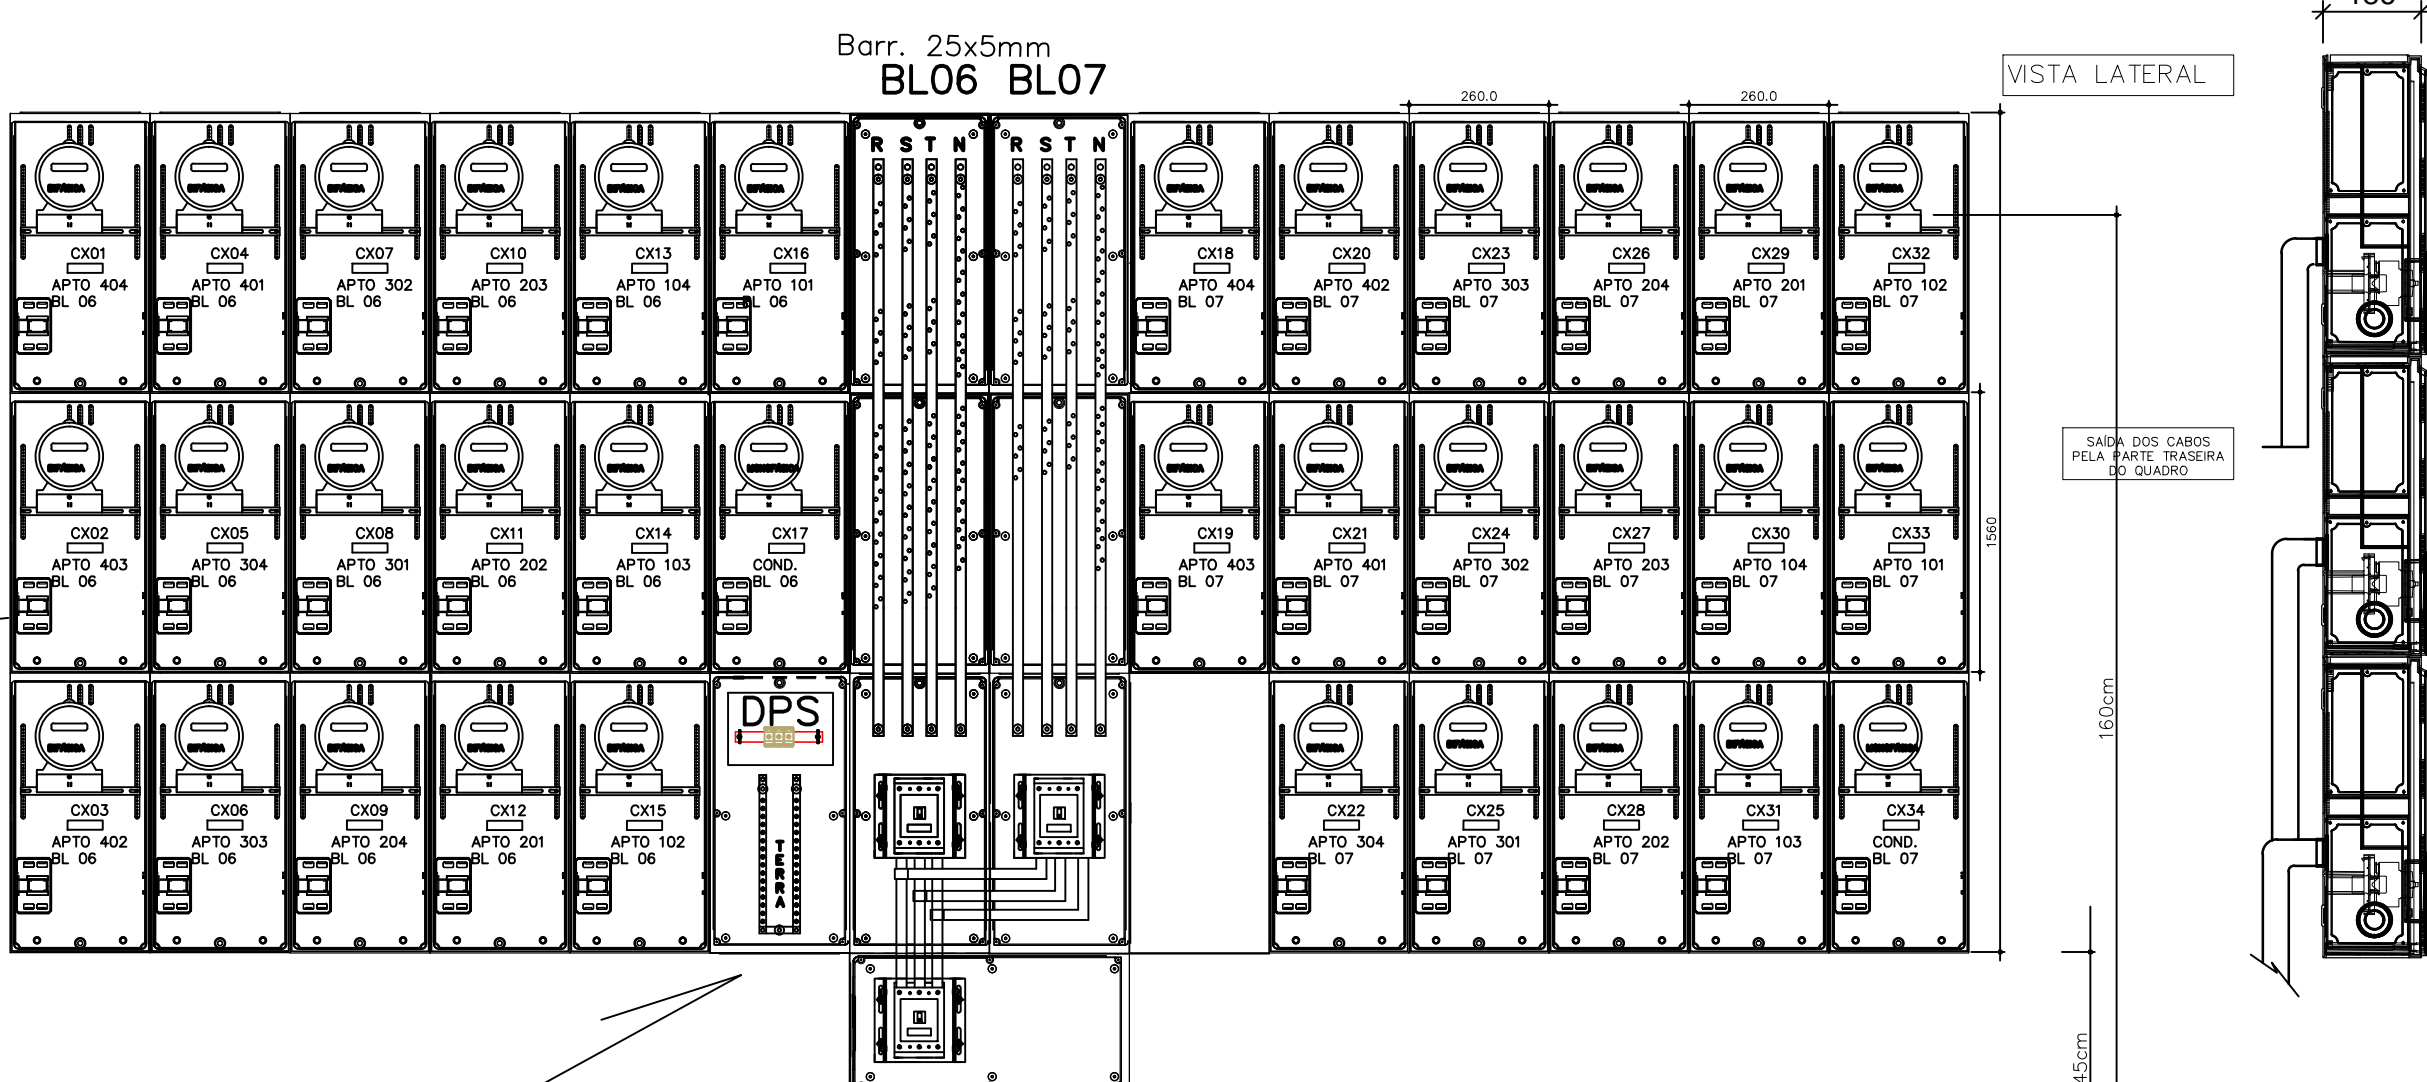 Barr. 25x5mm
BL06 BL07
VISTA LATERAL
260.0
260.0
R S T N
R S T N
CX01
APTO 404
BL 06
CX04
APTO 401
BL 06
CX07
APTO 302
BL 06
CX10
APTO 203
BL 06
CX13
APTO 104
BL 06
CX16
APTO 101
BL 06
CX18
APTO 404
BL 07
CX20
APTO 402
BL 07
CX23
APTO 303
BL 07
CX26
APTO 204
BL 07
CX29
APTO 201
BL 07
CX32
APTO 102
BL 07
CX02
APTO 403
BL 06
CX05
APTO 304
BL 06
CX08
APTO 301
BL 06
CX11
APTO 202
BL 06
CX14
APTO 103
BL 06
CX17
COND.
BL 06
CX19
APTO 403
BL 07
CX21
APTO 401
BL 07
CX24
APTO 302
BL 07
CX27
APTO 203
BL 07
CX30
APTO 104
BL 07
CX33
APTO 101
BL 07
1560
SAÍDA DOS CABOS
PELA PARTE TRASEIRA
DO QUADRO
160cm
CX03
APTO 402
BL 06
CX06
APTO 303
BL 06
CX09
APTO 204
BL 06
CX12
APTO 201
BL 06
CX15
APTO 102
BL 06
DPS
TERRA
CX22
APTO 304
BL 07
CX25
APTO 301
BL 07
CX28
APTO 202
BL 07
CX31
APTO 103
BL 07
CX34
COND.
BL 07
45cm